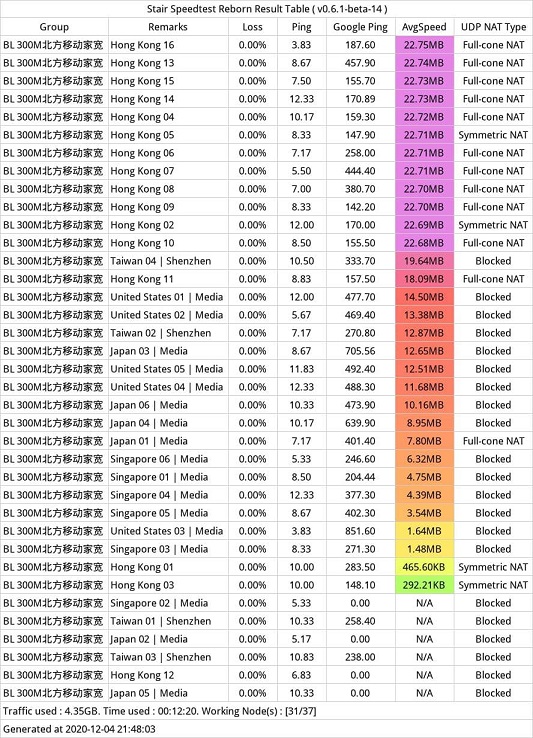 Stair Speedtest Reborn Result Table ( v0.6.1-beta-14 )
Group Remarks Loss Ping Google Ping AvgSpeed UDP NAT Type
BL 300M北方移动家宽 Hong Kong 16 0.00% 3.83 187.60 22.75MB Full-cone NAT
BL 300M北方移动家宽 Hong Kong 13 0.00% 8.67 457.90 22.74MB Full-cone NAT
BL 300M北方移动家宽 Hong Kong 15 0.00% 7.50 155.70 22.73MB Full-cone NAT
BL 300M北方移动家宽 Hong Kong 14 0.00% 12.33 170.89 22.73MB Full-cone NAT
BL 300M北方移动家宽 Hong Kong 04 0.00% 10.17 159.30 22.72MB Full-cone NAT
BL 300M北方移动家宽 Hong Kong 05 0.00% 8.33 147.90 22.71MB Symmetric NAT
BL 300M北方移动家宽 Hong Kong 06 0.00% 7.17 258.00 22.71MB Full-cone NAT
BL 300M北方移动家宽 Hong Kong 07 0.00% 5.50 444.40 22.71MB Full-cone NAT
BL 300M北方移动家宽 Hong Kong 08 0.00% 7.00 380.70 22.70MB Full-cone NAT
BL 300M北方移动家宽 Hong Kong 09 0.00% 8.33 142.20 22.70MB Full-cone NAT
BL 300M北方移动家宽 Hong Kong 02 0.00% 12.00 170.00 22.69MB Symmetric NAT
BL 300M北方移动家宽 Hong Kong 10 0.00% 8.50 155.50 22.68MB Full-cone NAT
BL 300M北方移动家宽 Taiwan 04 | Shenzhen 0.00% 10.50 333.70 19.64MB Blocked
BL 300M北方移动家宽 Hong Kong 11 0.00% 8.83 157.50 18.09MB Full-cone NAT
BL 300M北方移动家宽 United States 01 | Media 0.00% 12.00 477.70 14.50MB Blocked
BL 300M北方移动家宽 United States 02 | Media 0.00% 5.67 469.40 13.38MB Blocked
BL 300M北方移动家宽 Taiwan 02 | Shenzhen 0.00% 7.17 270.80 12.87MB Blocked
BL 300M北方移动家宽 Japan 03 | Media 0.00% 8.67 705.56 12.65MB Blocked
BL 300M北方移动家宽 United States 05 | Media 0.00% 11.83 492.40 12.51MB Blocked
BL 300M北方移动家宽 United States 04 | Media 0.00% 12.33 488.30 11.68MB Blocked
BL 300M北方移动家宽 Japan 06 | Media 0.00% 10.33 473.90 10.16MB Blocked
BL 300M北方移动家宽 Japan 04 | Media 0.00% 10.17 639.90 8.95MB Blocked
BL 300M北方移动家宽 Japan 01 | Media 0.00% 7.17 401.40 7.80MB Full-cone NAT
BL 300M北方移动家宽 Singapore 06 | Media 0.00% 5.33 246.60 6.32MB Blocked
BL 300M北方移动家宽 Singapore 01 | Media 0.00% 8.50 204.44 4.75MB Blocked
BL 300M北方移动家宽 Singapore 04 | Media 0.00% 12.33 377.30 4.39MB Blocked
BL 300M北方移动家宽 Singapore 05 | Media 0.00% 8.67 402.30 3.54MB Blocked
BL 300M北方移动家宽 United States 03 | Media 0.00% 3.83 851.60 1.64MB Blocked
BL 300M北方移动家宽 Singapore 03 | Media 0.00% 8.33 271.30 1.48MB Blocked
BL 300M北方移动家宽 Hong Kong 01 0.00% 10.00 283.50 465.60KB Symmetric NAT
BL 300M北方移动家宽 Hong Kong 03 0.00% 10.00 148.10 292.21KB Symmetric NAT
BL 300M北方移动家宽 Singapore 02 | Media 0.00% 5.33 0.00 N/A Blocked
BL 300M北方移动家宽 Taiwan 01 | Shenzhen 0.00% 10.33 258.40 N/A Blocked
BL 300M北方移动家宽 Japan 02 | Media 0.00% 5.17 0.00 N/A Blocked
BL 300M北方移动家宽 Taiwan 03 | Shenzhen 0.00% 10.83 238.00 N/A Blocked
BL 300M北方移动家宽 Hong Kong 12 0.00% 6.83 0.00 N/A Blocked
BL 300M北方移动家宽 Japan 05 | Media 0.00% 10.33 0.00 N/A Blocked
Traffic used : 4.35GB. Time used : 00:12:20. Working Node(s) : [31/37]
Generated at 2020-12-04 21:48:03